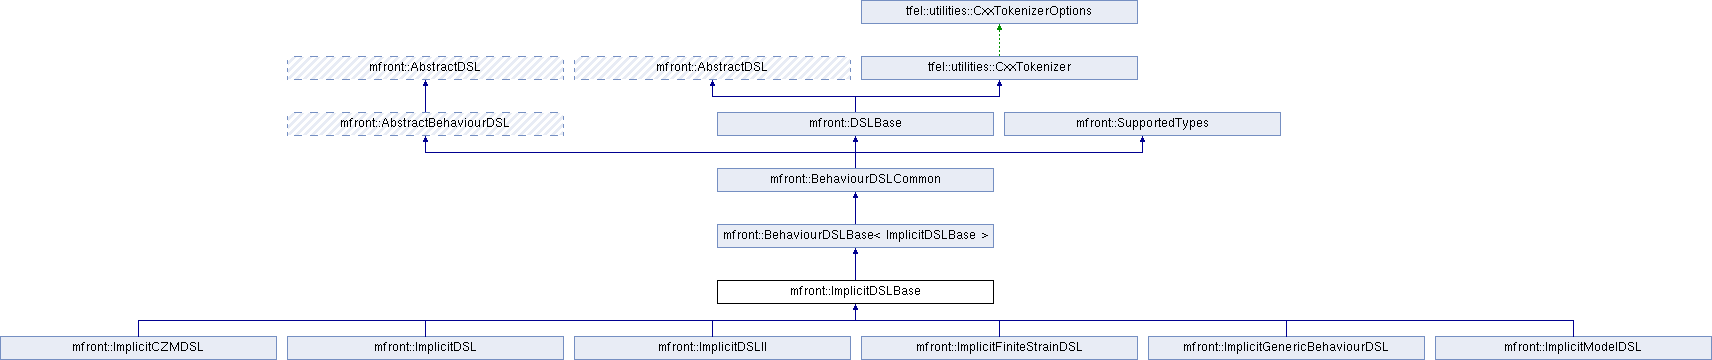 tfel::utilities::CxxTokenizerOptions
mfront::AbstractDSL
mfront::AbstractDSL
tfel::utilities::CxxTokenizer
mfront::AbstractBehaviourDSL
mfront::DSLBase
mfront::SupportedTypes
mfront::BehaviourDSLCommon
mfront::BehaviourDSLBase< ImplicitDSLBase >
mfront::ImplicitDSLBase
mfront::ImplicitCZMDSL
mfront::ImplicitDSL
mfront::ImplicitDSLII
mfront::ImplicitFiniteStrainDSL
mfront::ImplicitGenericBehaviourDSL
mfront::ImplicitModelDSL